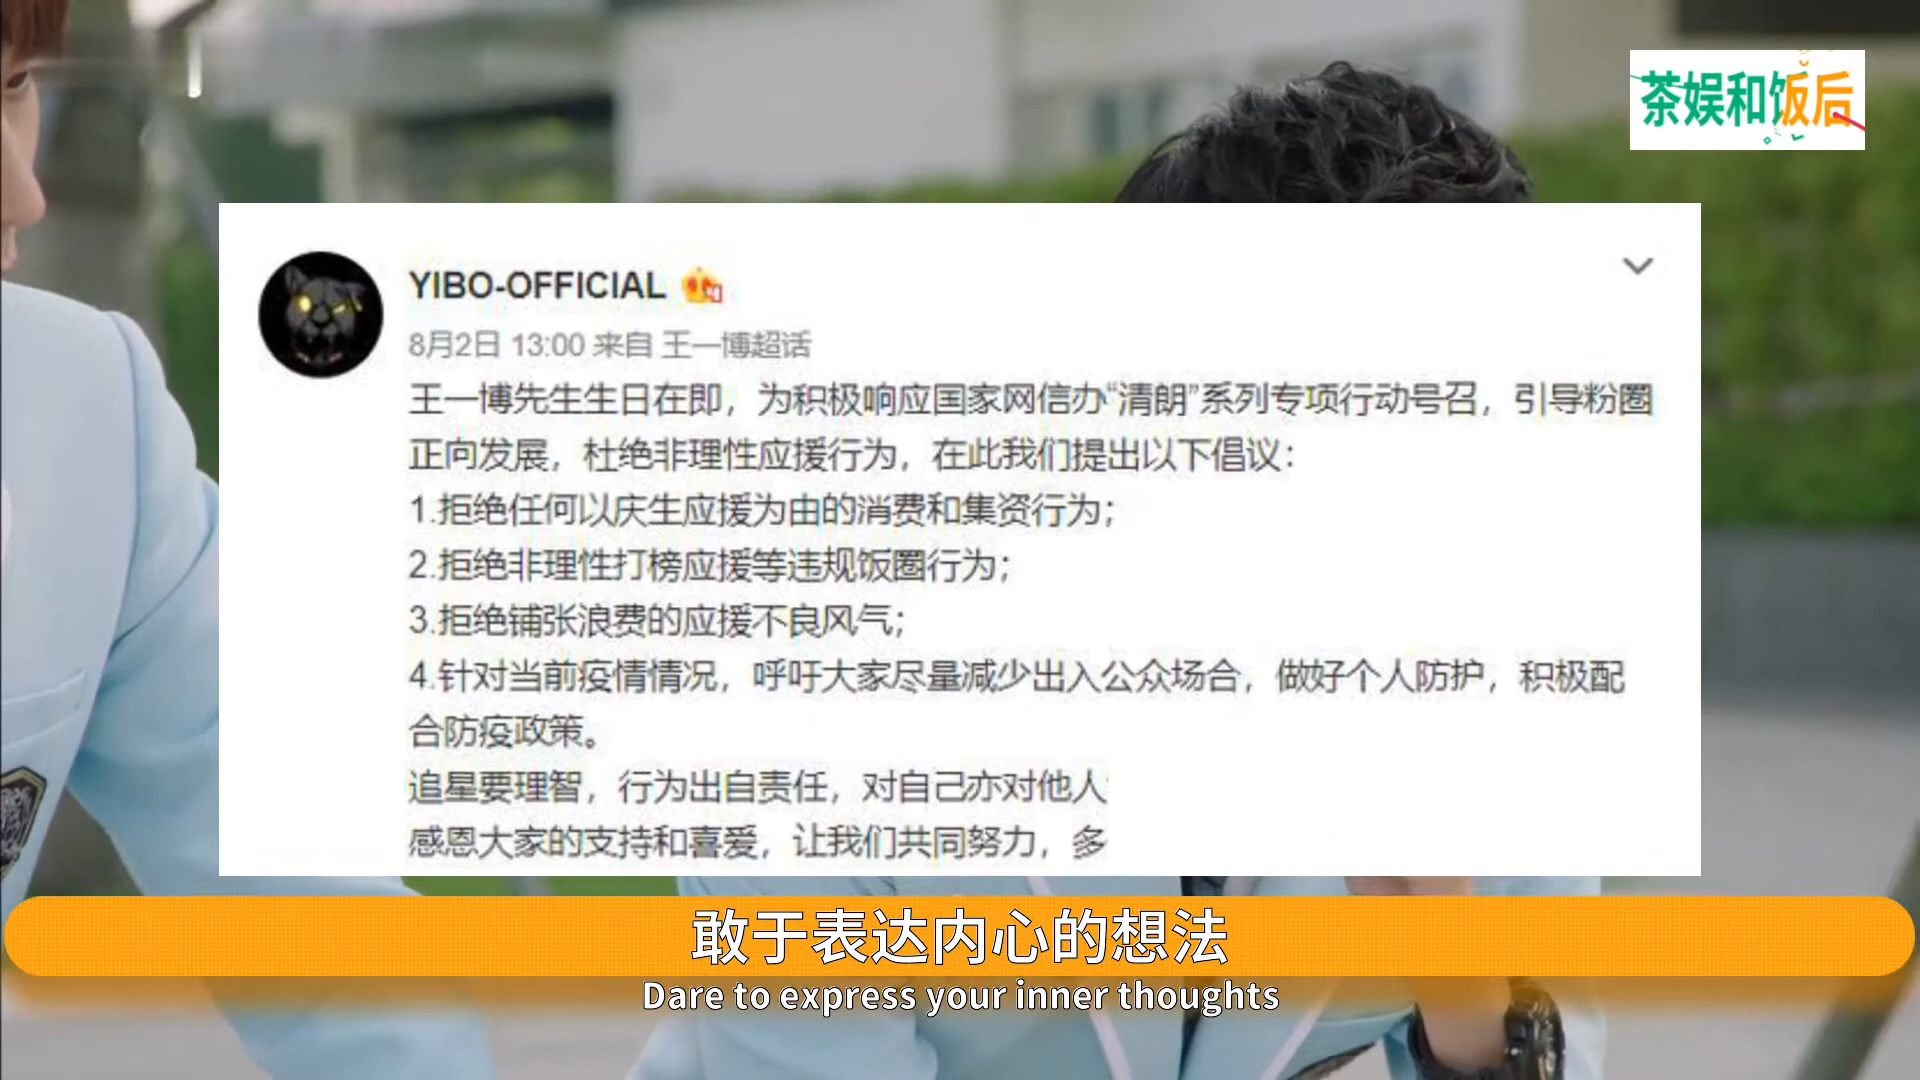 茶娱和饭后
YIBO-OFFICIAL
8月2日 13:00 来自 王一博超话
王一博先生生日在即，为积极响应国家网信办“清朗”系列专项行动号召，引导粉圈
正向发展，杜绝非理性应援行为，在此我们提出以下倡议：
1.拒绝任何以庆生应援为由的消费和集资行为；
2.拒绝非理性打榜应援等违规饭圈行为；
3.拒绝铺张浪费的应援不良风气；
4.针对当前疫情情况，呼吁大家尽量减少出入公众场合，做好个人防护，积极配
合防疫政策。
追星要理智，行为出自责任，对自己亦对他人
感恩大家的支持和喜爱，让我们共同努力，多
敢于表达内心的想法
Dare to express your inner thoughts